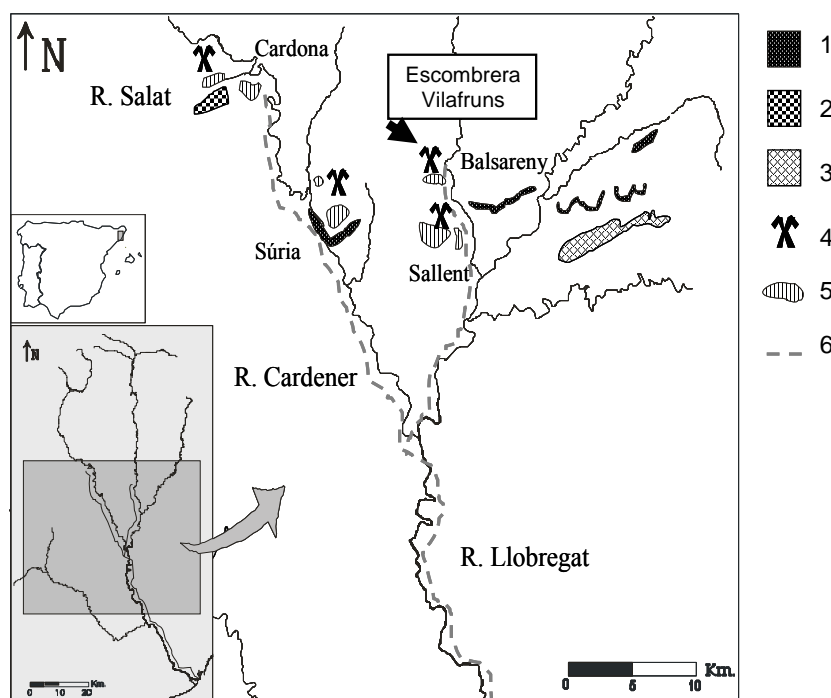 N
Cardona
R. Salat
Escombrera
Vilafruns
Balsareny
Súria
Sallent
R. Cardener
R. Llobregat
N
0 10 20 Km.
0 5 10 Km.
1
2
3
4
5
6